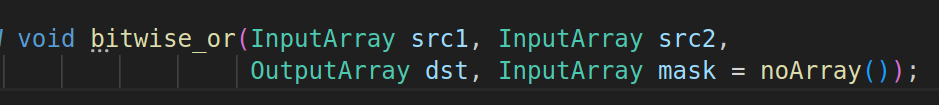 void bitwise_or(InputArray src1, InputArray src2,
OutputArray dst, InputArray mask = noArray());